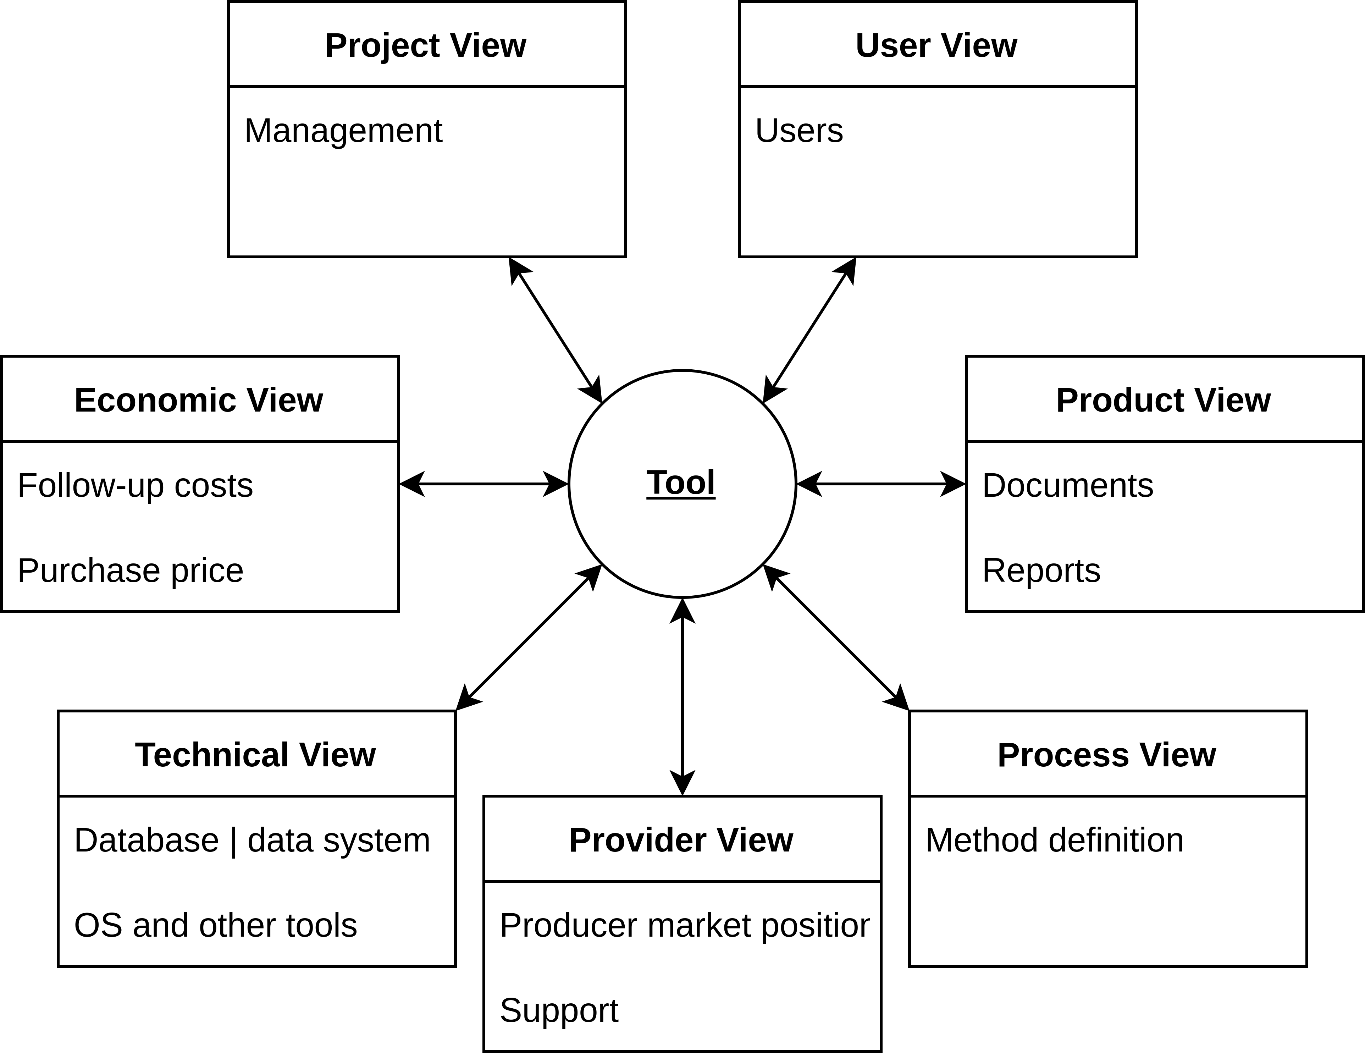 Project View
Management
User View
Users
Economic View
Follow-up costs
Purchase price
Tool
Product View
Documents
Reports
Technical View
Database | data system
OS and other tools
Provider View
Producer market position
Support
Process View
Method definition